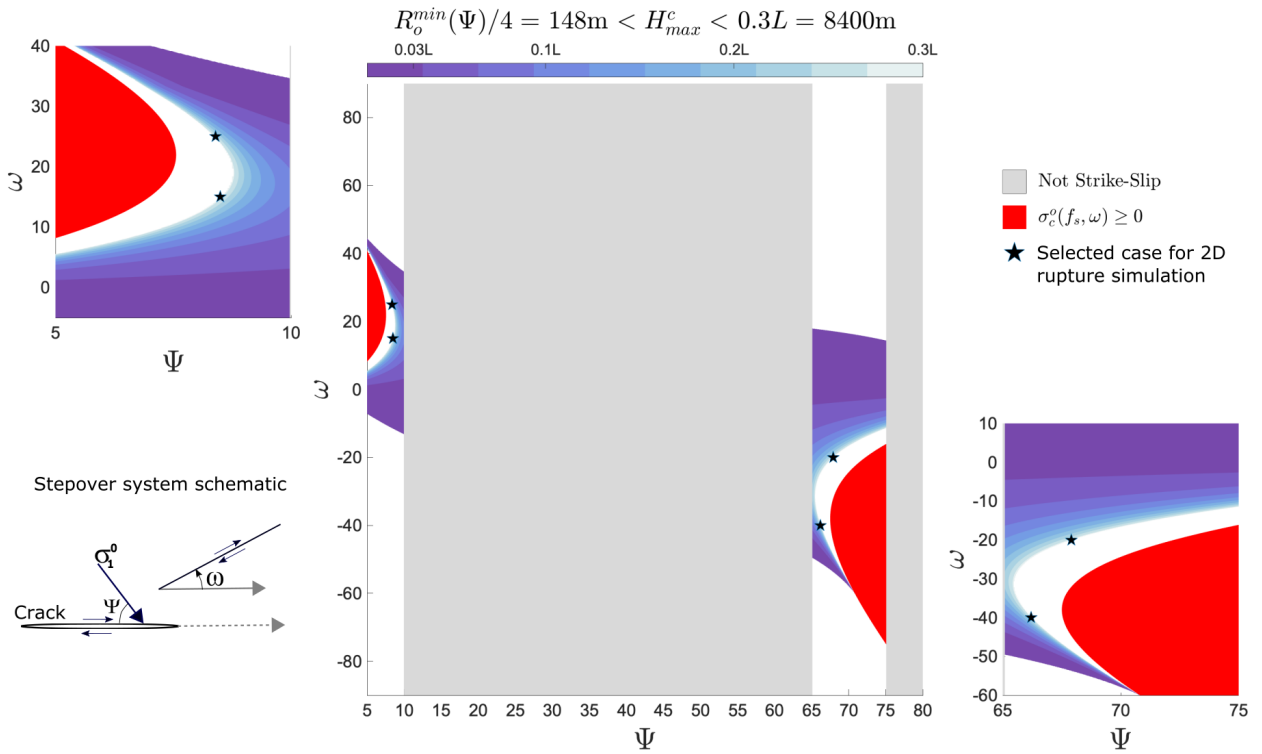 R_o^{min}(Ψ)/4 = 148m < H_{max}^c < 0.3L = 8400m
0.03L 0.1L 0.2L 0.3L
40
30
20
10
0
ω
5 10
Ψ
80
60
40
20
0
-20
-40
-60
-80
ω
5 10 15 20 25 30 35 40 45 50 55 60 65 70 75 80
Ψ
Not Strike-Slip
σ_c^o(f_s, ω) ≥ 0
Selected case for 2D
rupture simulation
Stepover system schematic
σ_1^0
ω
Ψ
Crack
10
0
-10
-20
-30
-40
-50
-60
ω
65 70 75
Ψ